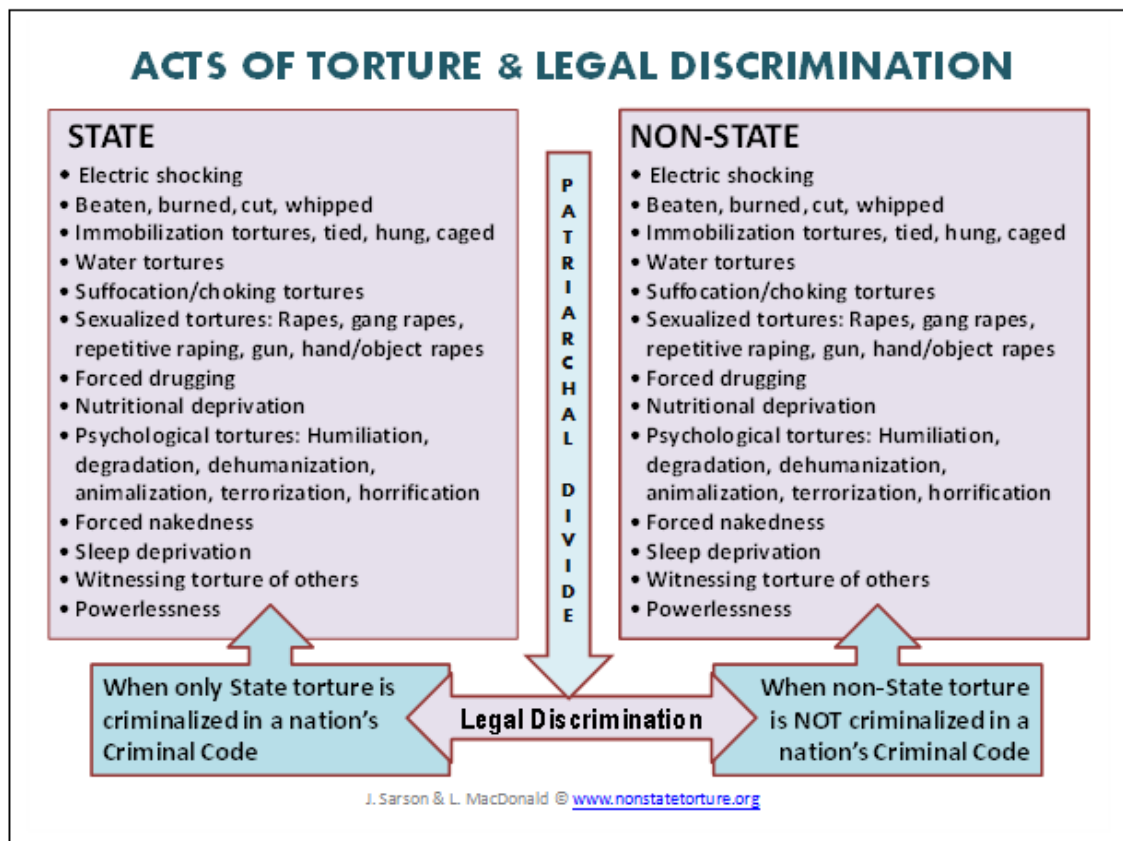 ACTS OF TORTURE & LEGAL DISCRIMINATION
STATE
• Electric shocking
• Beaten, burned, cut, whipped
• Immobilization tortures, tied, hung, caged
• Water tortures
• Suffocation/choking tortures
• Sexualized tortures: Rapes, gang rapes,
repetitive raping, gun, hand/object rapes
• Forced drugging
• Nutritional deprivation
• Psychological tortures: Humiliation,
degradation, dehumanization,
animalization, terrorization, horrification
• Forced nakedness
• Sleep deprivation
• Witnessing torture of others
• Powerlessness
PATRIARCHAL DIVIDE
NON-STATE
• Electric shocking
• Beaten, burned, cut, whipped
• Immobilization tortures, tied, hung, caged
• Water tortures
• Suffocation/choking tortures
• Sexualized tortures: Rapes, gang rapes,
repetitive raping, gun, hand/object rapes
• Forced drugging
• Nutritional deprivation
• Psychological tortures: Humiliation,
degradation, dehumanization,
animalization, terrorization, horrification
• Forced nakedness
• Sleep deprivation
• Witnessing torture of others
• Powerlessness
When only State torture is
criminalized in a nation's
Criminal Code
Legal Discrimination
When non-State torture
is NOT criminalized in a
nation's Criminal Code
J. Sarson & L. MacDonald © www.nonstatetorture.org